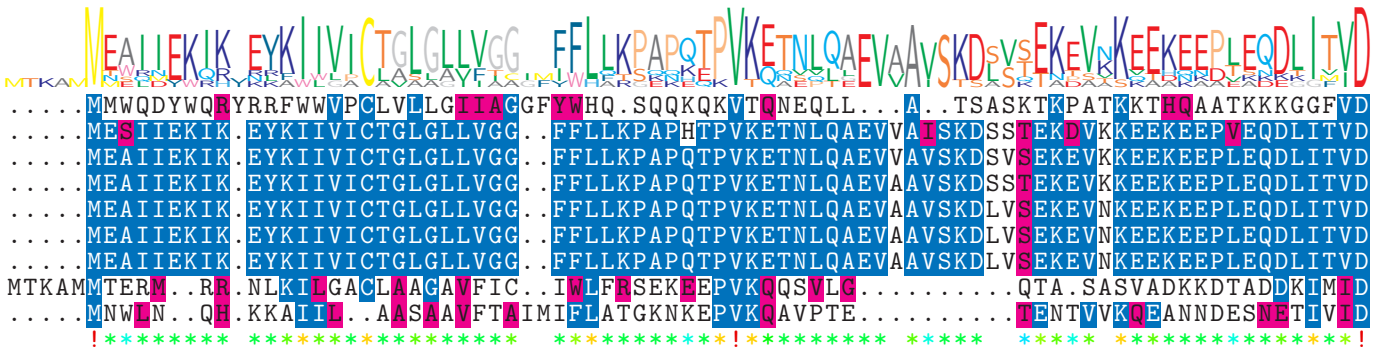 MTKAMMEAIIEKIKREYKIIVICTGLGLLVGGIMFFLLKPAPQTPVKETNLQAEVAAVSKDSVSEKEVNKEEKEEPLEQDLITVD
.....MMWQDYWQRYRRFWWVPCLVLLGIIAGGFYWHQ.SQQKQKVTQNEQLL...A..TSASKTKPATKKTHQAATKKKGGFVD
.....MESIIEKIK.EYKIIVICTGLGLLVGG..FFLLKPAPHTPVKETNLQAEVVAISKDSSTEKDVKKEEKEEPVEQDLITVD
.....MEAIIEKIK.EYKIIVICTGLGLLVGG..FFLLKPAPQTPVKETNLQAEVVAVSKDSVSEKEVKKEEKEEPLEQDLITVD
.....MEAIIEKIK.EYKIIVICTGLGLLVGG..FFLLKPAPQTPVKETNLQAEVAAVSKDSSTEKEVKKEEKEEPLEQDLITVD
.....MEAIIEKIK.EYKIIVICTGLGLLVGG..FFLLKPAPQTPVKETNLQAEVAAVSKDLVSEKEVNKEEKEEPLEQDLITVD
.....MEAIIEKIK.EYKIIVICTGLGLLVGG..FFLLKPAPQTPVKETNLQAEVAAVSKDLVSEKEVNKEEKEEPLEQDLITVD
.....MEAIIEKIK.EYKIIVICTGLGLLVGG..FFLLKPAPQTPVKETNLQAEVAAVSKDLVSEKEVNKEEKEEPLEQDLITVD
MTKAMMTERM..RR.NLKILGACLAAGAVFIC..IWLFRSEKEEPVKQQSVLG..........QTA.SASVADKKDTADDKIMID
.....MNWLN..QH.KKAIIL..AASAAVFTAIMIFLATGKNKEPVKQAVPTE..........TENTVVKQEANNDESNETIVID
!******** *****************  ***********!********* *****  ***** ***************!